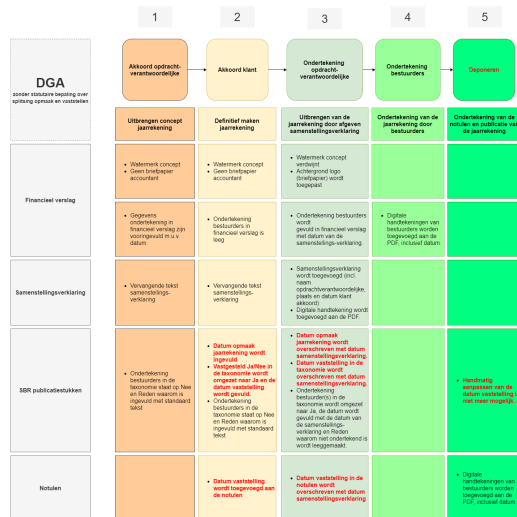 1
2
3
4
5
DGA
zonder statutaire bepaling over
splitsing opmaak en vaststellen
Akkoord opdracht-
verantwoordelijke
Akkoord klant
Ondertekening
opdracht-
verantwoordelijke
Ondertekening
bestuurders
Deponeren
Uitbrengen concept
jaarrekening
Definitief maken
jaarrekening
Uitbrengen van de
jaarrekening door afgeven
samenstellingsverklaring
Ondertekening van de
jaarrekening door
bestuurders
Ondertekening van de
notulen en publicatie van
de jaarrekening
Financieel verslag
• Watermerk concept
• Geen briefpapier
accountant
• Watermerk concept
• Geen briefpapier
accountant
• Watermerk concept
verdwijnt
• Achtergrond logo
(briefpapier) wordt
toegepast
• Gegevens
ondertekening in
financieel verslag zijn
vooringevuld m.u.v.
datum
• Ondertekening
bestuurders in
financieel verslag is
leeg
• Ondertekening bestuurders
wordt
gevuld in financieel verslag
met datum van de
samenstellings-verklaring.
• Digitale
handtekeningen van
bestuurders worden
toegevoegd aan de
PDF, inclusief datum
Samenstellingsverklaring
• Vervangende tekst
samenstellings-
verklaring
• Vervangende tekst
samenstellings-
verklaring
• Samenstellingsverklaring
wordt toegevoegd (incl.
naam
opdrachtverantwoordelijke,
plaats en datum klant
akkoord)
• Digitale handtekening wordt
toegevoegd aan de PDF.
SBR publicatiestukken
• Ondertekening
bestuurders in de
taxonomie staat op Nee
en Reden waarom is
ingevuld met standaard
tekst
• Datum opmaak
jaarrekening wordt
ingevuld
• Vastgesteld Ja/Nee in
de taxonomie wordt
omgezet naar Ja en de
datum vaststelling
wordt gevuld.
• Ondertekening
bestuurders in de
taxonomie staat op Nee
en Reden waarom is
ingevuld met standaard
tekst
• Datum opmaak
jaarrekening wordt
overschreven met datum
samenstellingsverklaring.
• Datum vaststelling in de
taxonomie wordt
overschreven met datum
samenstellingsverklaring.
• Ondertekening
bestuurder(s) in de
taxonomie wordt omgezet
naar Ja, de datum wordt
gevuld met de datum van
de samenstellings-
verklaring en Reden
waarom niet ondertekend is
wordt leeggemaakt.
• Handmatig
aanpassen van de
datum vaststelling is
niet meer mogelijk.
Notulen
• Datum vaststelling
wordt toegevoegd aan
de notulen
• Datum vaststelling in de
notulen wordt
overschreven met datum
samenstellingsverklaring
• Digitale
handtekeningen van
bestuurders worden
toegevoegd aan de
PDF, inclusief datum.